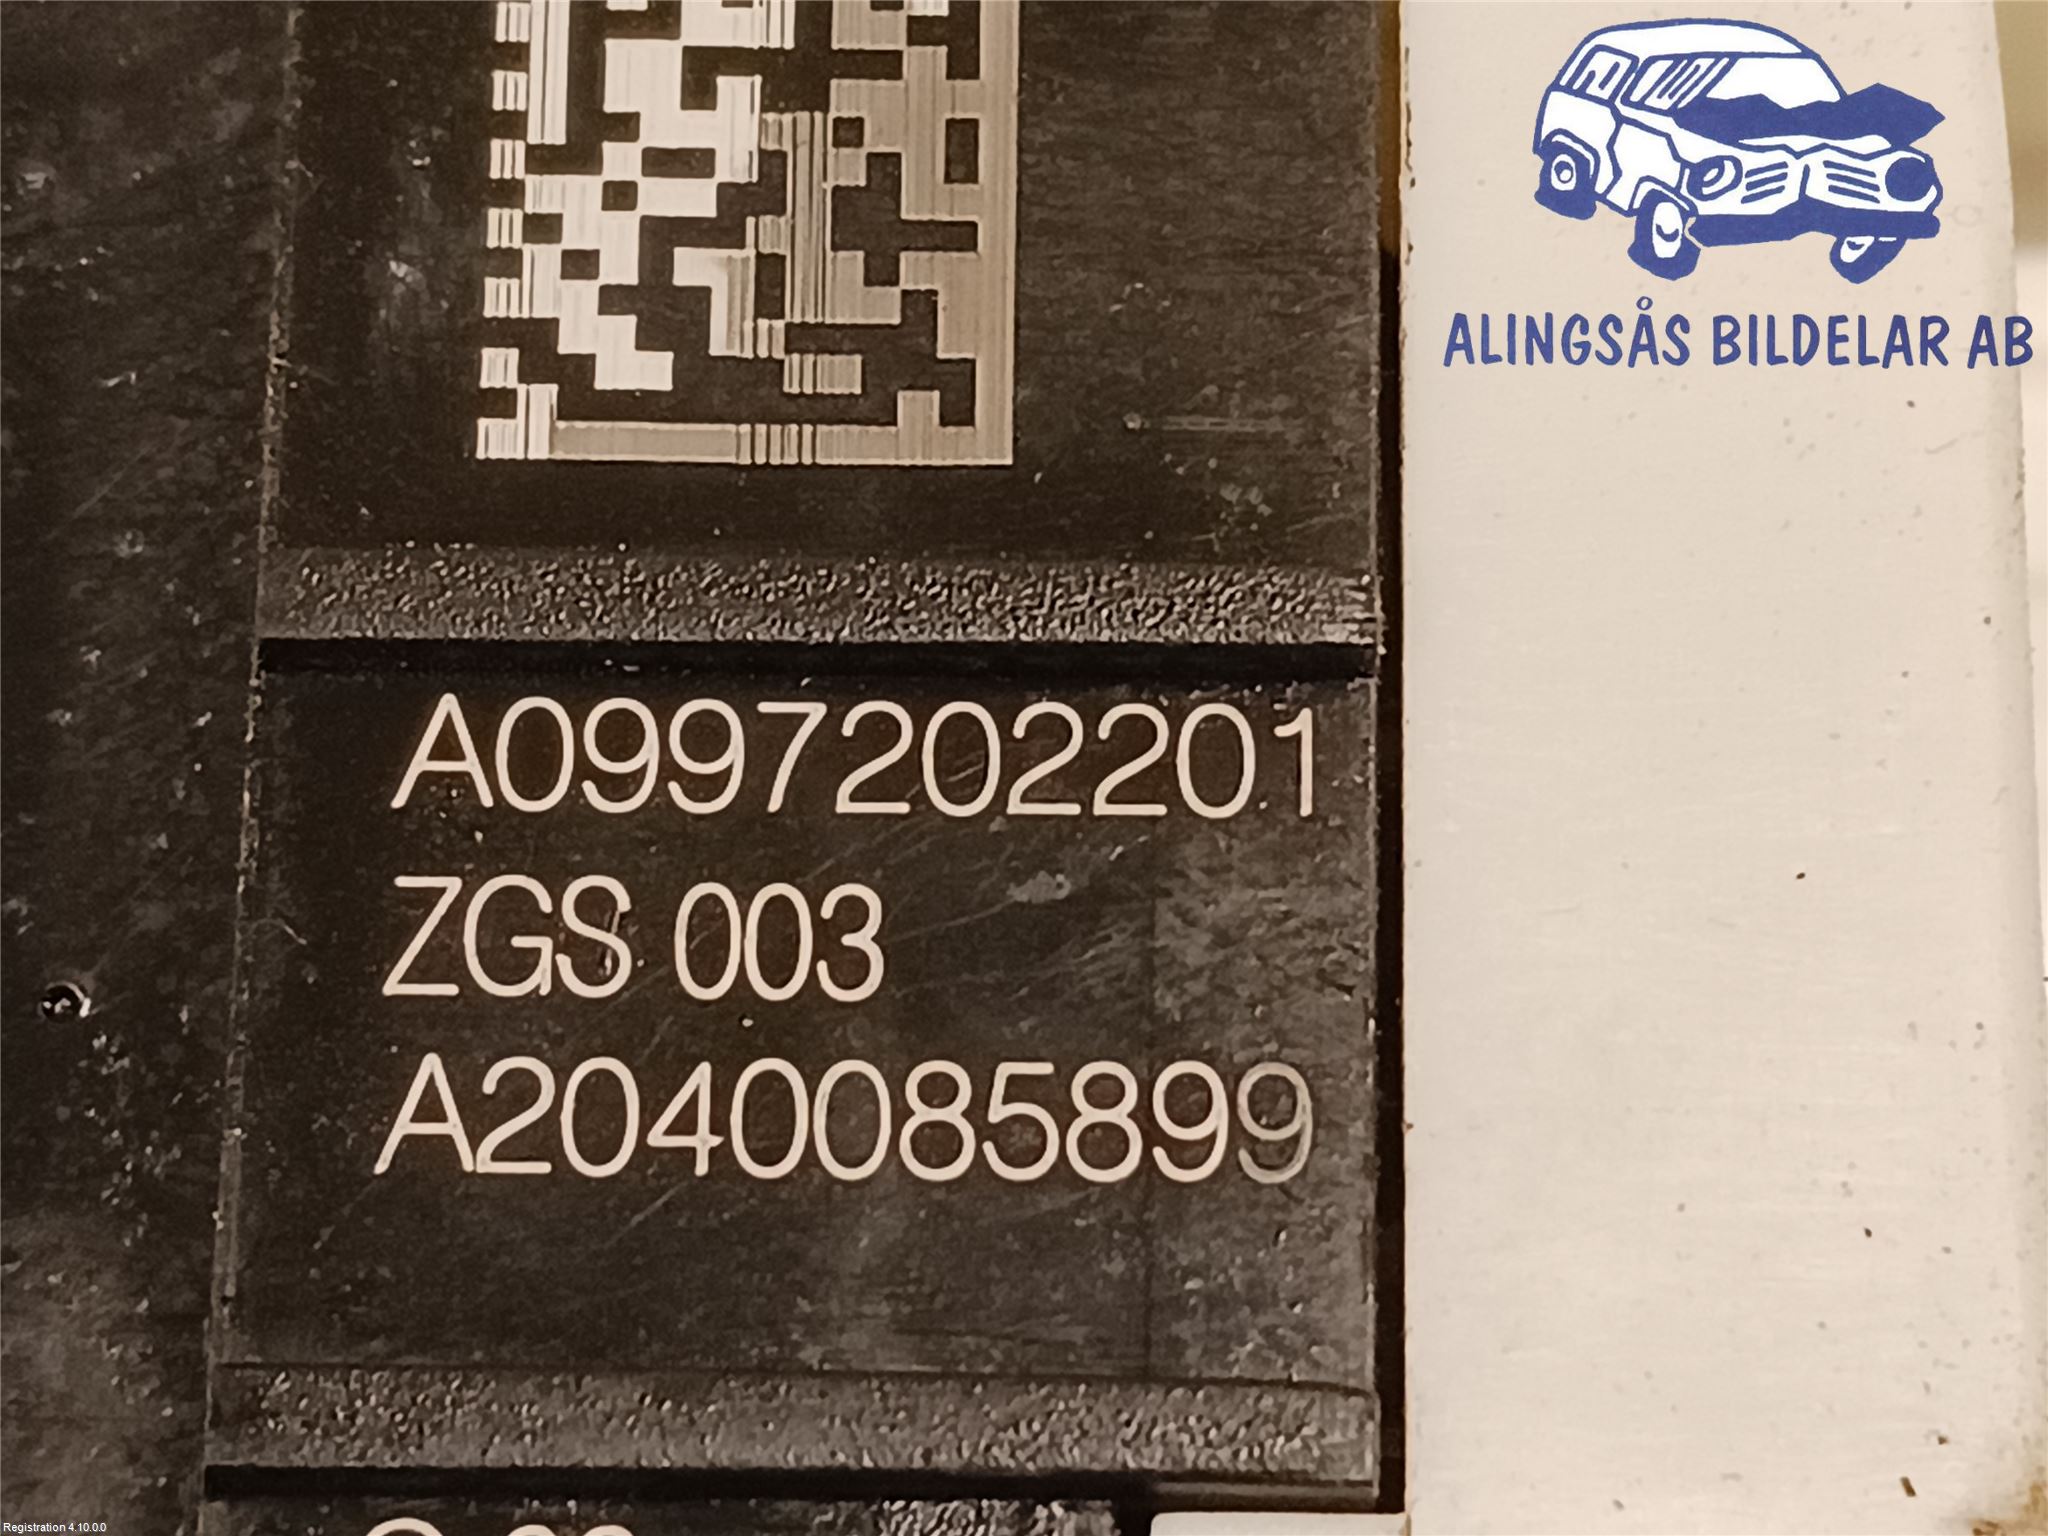 ALINGSÅS BILDELAR AB
A0997202201
ZGS 003
A2040085899
Registration 4.10.0.0